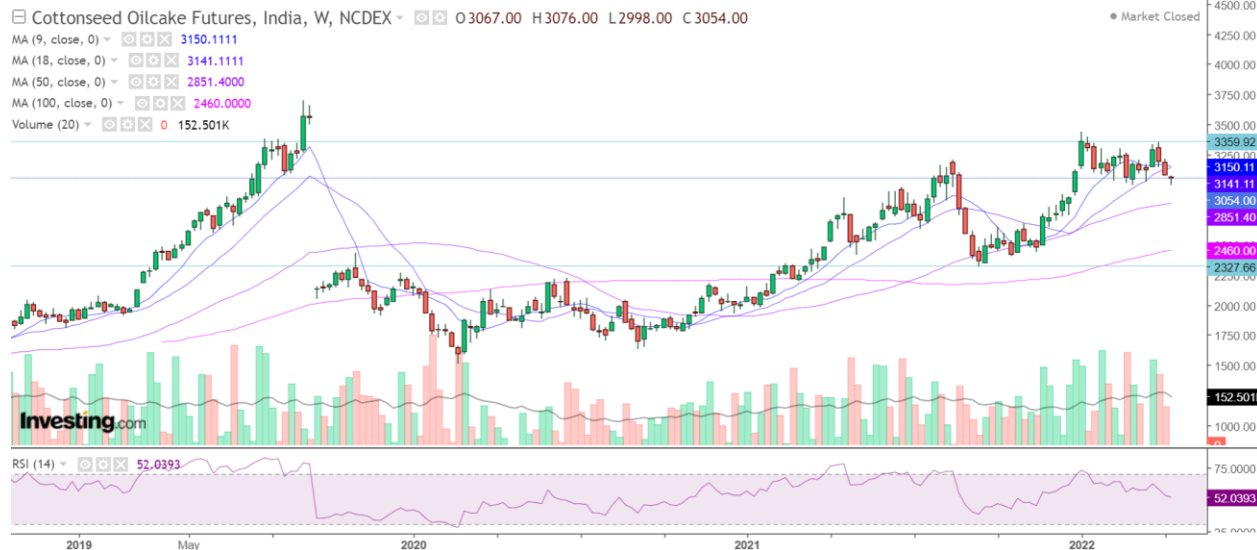 Cottonseed Oilcake Futures, India, W, NCDEX O3067.00 H3076.00 L2998.00 C3054.00
Market Closed
MA (9, close, 0) 3150.1111
MA (18, close, 0) 3141.1111
MA (50, close, 0) 2851.4000
MA (100, close, 0) 2460.0000
Volume (20) 0 152.501K
4500.00
4250.00
4000.00
3750.00
3500.00
3359.92
3250.00
3150.11
3141.11
3054.00
2851.40
2460.00
2327.66
2250.00
2000.00
1750.00
1500.00
152.501
1000.00
0
Investing.com
RSI (14) 52.0393
75.0000
52.0393
25.0000
2019 May 2020 2021 2022